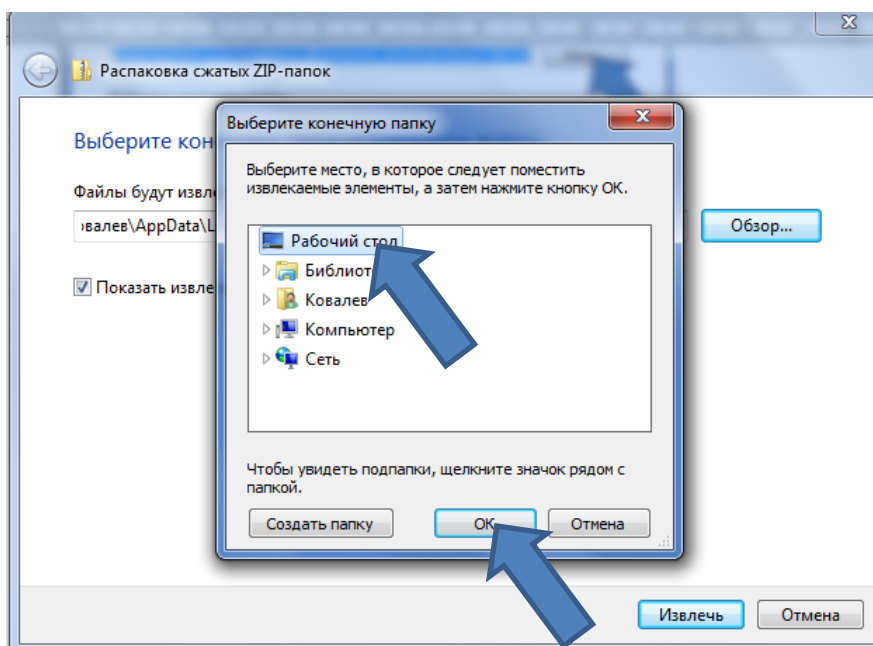 Распаковка сжатых ZIP-папок
Выберите кон
Файлы будут извл
овалев\AppData\L
Обзор...
Показать извле
Выберите конечную папку
Выберите место, в которое следует поместить
извлекаемые элементы, а затем нажмите кнопку ОК.
Рабочий стол
Библиот
Ковалев
Компьютер
Сеть
Чтобы увидеть подпапки, щелкните значок рядом с
папкой.
Создать папку
ОК
Отмена
Извлечь
Отмена